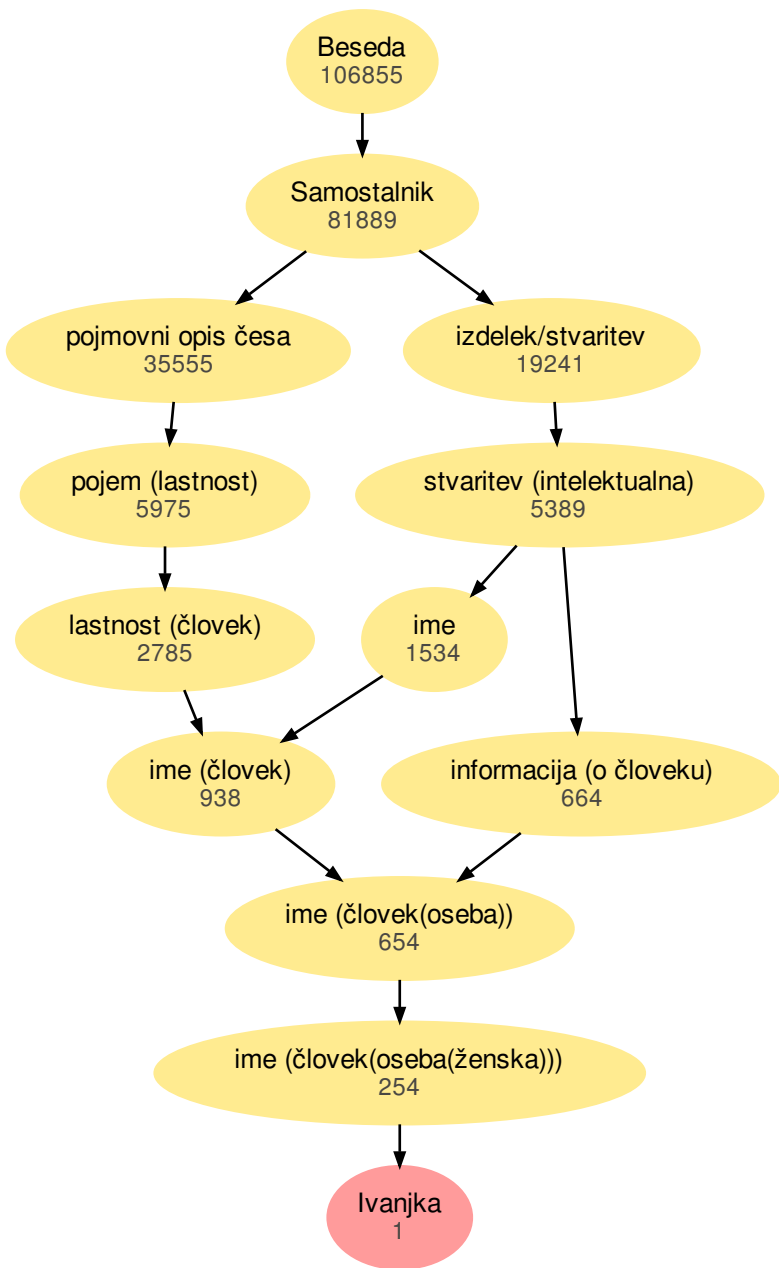 Beseda
106855
Samostalnik
81889
pojmovni opis česa
35555
izdelek/stvaritev
19241
pojem (lastnost)
5975
stvaritev (intelektualna)
5389
lastnost (človek)
2785
ime
1534
ime (človek)
938
informacija (o človeku)
664
ime (človek(oseba))
654
ime (človek(oseba(ženska)))
254
Ivanjka
1